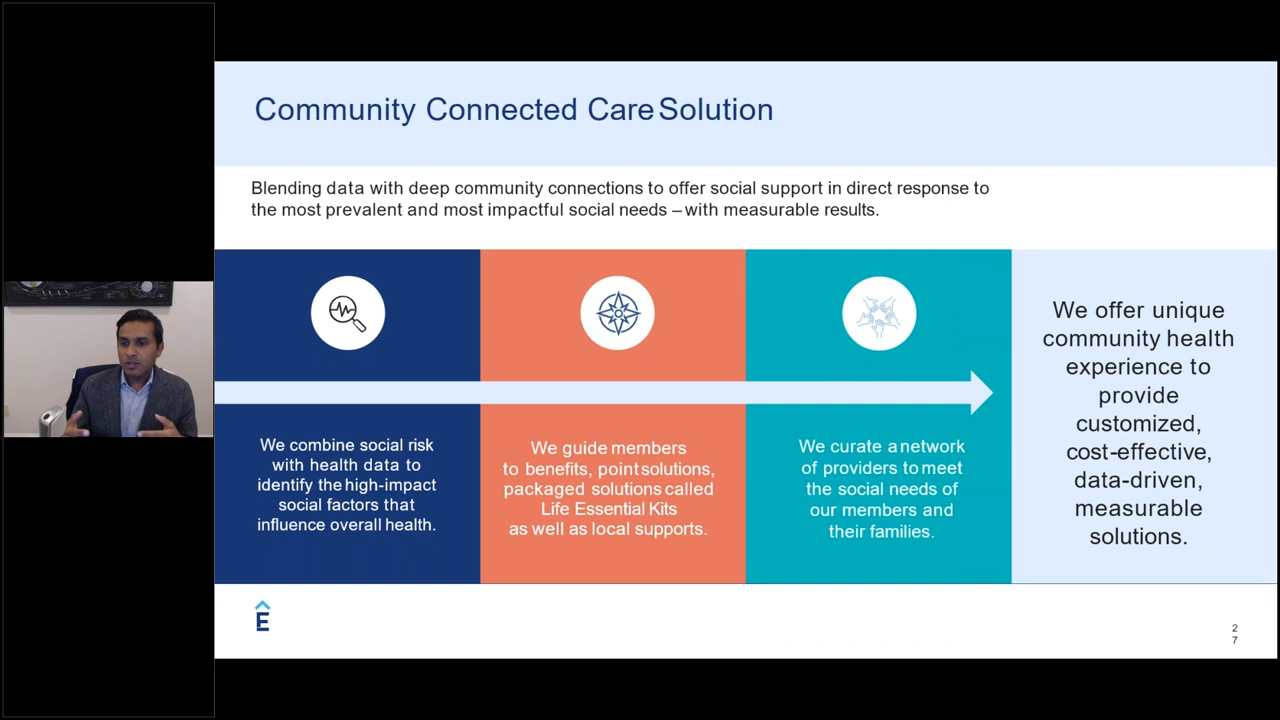 Community Connected Care Solution
Blending data with deep community connections to offer social support in direct response to
the most prevalent and most impactful social needs – with measurable results.
We combine social risk
with health data to
identify the high-impact
social factors that
influence overall health.
We guide members
to benefits, point solutions,
packaged solutions called
Life Essential Kits
as well as local supports.
We curate a network
of providers to meet
the social needs of
our members and
their families.
We offer unique
community health
experience to
provide
customized,
cost-effective,
data-driven,
measurable
solutions.
E
2
7